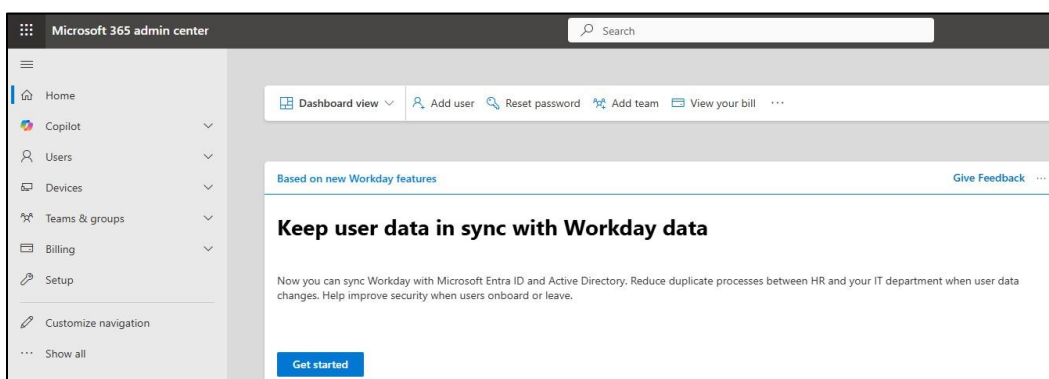 Microsoft 365 admin center
Search
Home
Copilot
Users
Devices
Teams & groups
Billing
Setup
Customize navigation
Show all
Dashboard view
Add user
Reset password
Add team
View your bill
Based on new Workday features
Give Feedback
Keep user data in sync with Workday data
Now you can sync Workday with Microsoft Entra ID and Active Directory. Reduce duplicate processes between HR and your IT department when user data
changes. Help improve security when users onboard or leave.
Get started